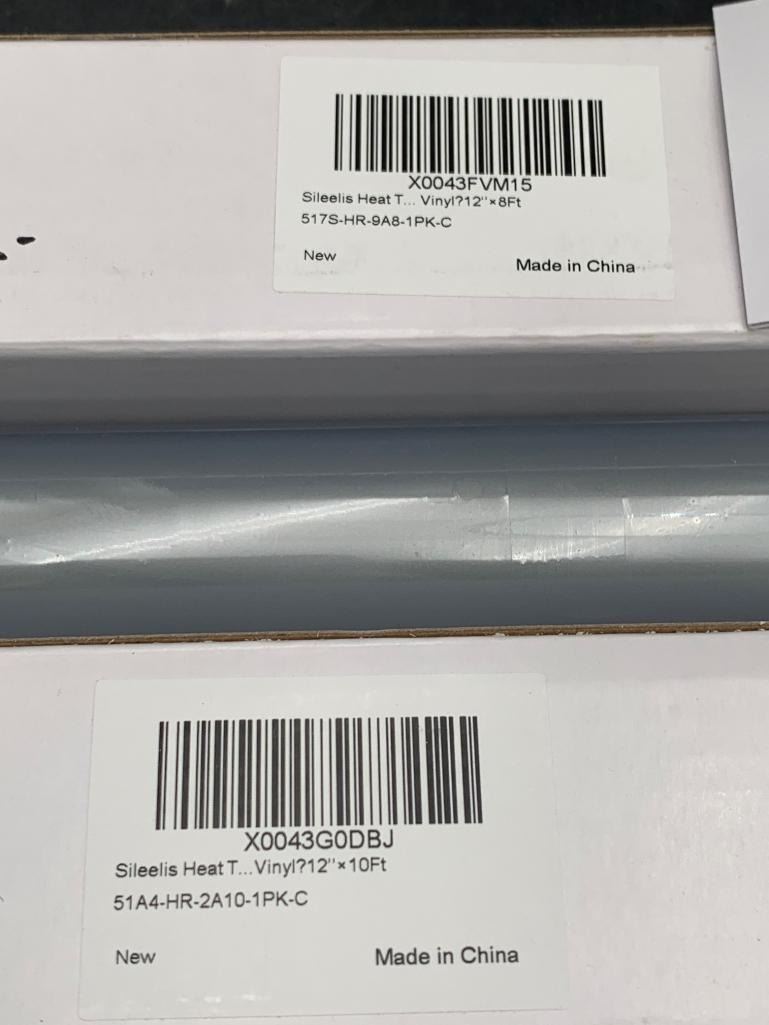 X0043FVM15
Sileelis Heat T... Vinyl?12''×8Ft
517S-HR-9A8-1PK-C
New
Made in China
X0043G0DBJ
Sileelis Heat T...Vinyl?12''×10Ft
51A4-HR-2A10-1PK-C
New
Made in China